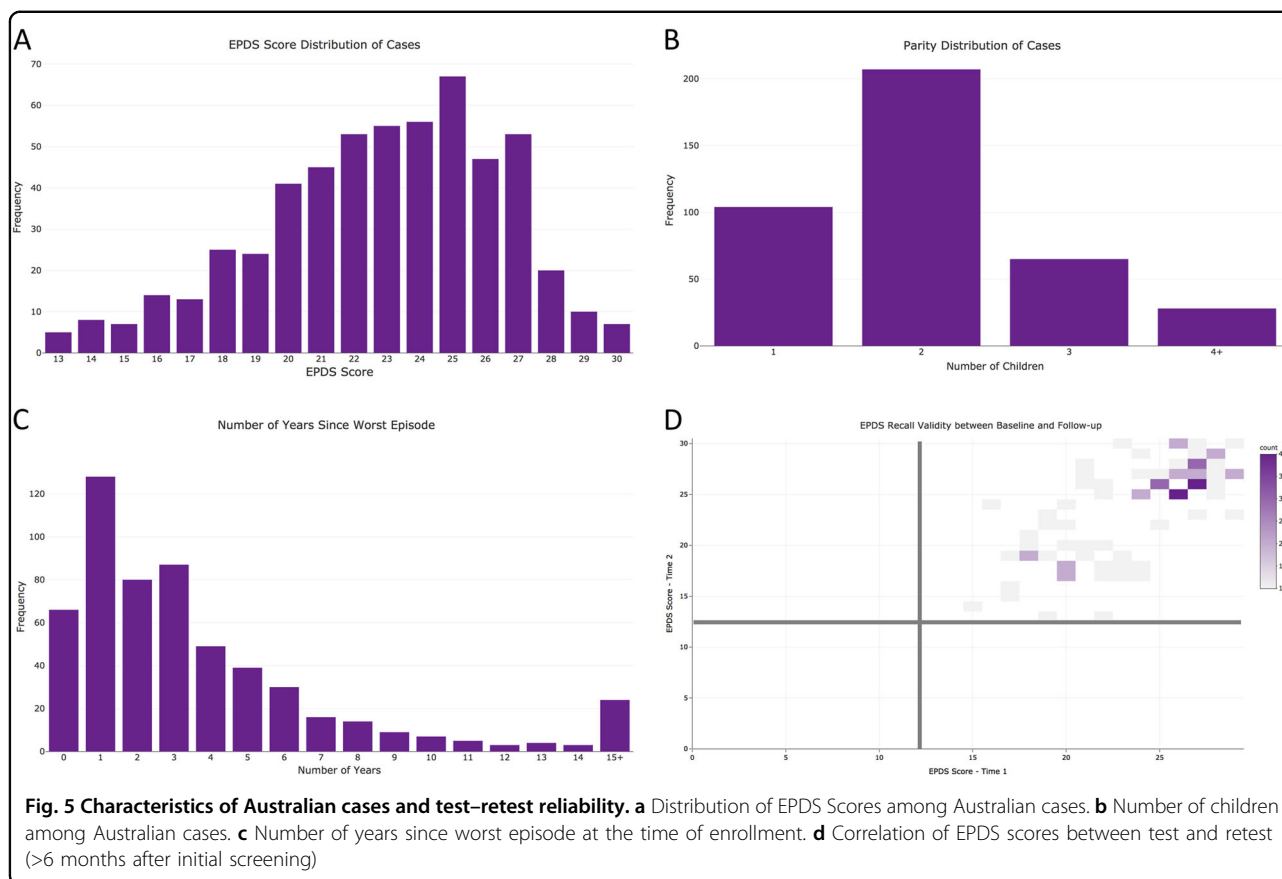 A
EPDS Score Distribution of Cases
70
60
50
40
30
20
10
0
Frequency
13 14 15 16 17 18 19 20 21 22 23 24 25 26 27 28 29 30
EPDS Score
B
Parity Distribution of Cases
200
150
100
50
0
Frequency
1 2 3 4+
Number of Children
C
Number of Years Since Worst Episode
120
100
80
60
40
20
0
Frequency
0 1 2 3 4 5 6 7 8 9 10 11 12 13 14 15+
Number of Years
D
EPDS Recall Validity between Baseline and Follow-up
30
25
20
15
10
5
0
EPDS Score - Time 2
0 5 10 15 20 25
EPDS Score - Time 1
count
4
Fig. 5 Characteristics of Australian cases and test–retest reliability. a Distribution of EPDS Scores among Australian cases. b Number of children
among Australian cases. c Number of years since worst episode at the time of enrollment. d Correlation of EPDS scores between test and retest
(>6 months after initial screening)